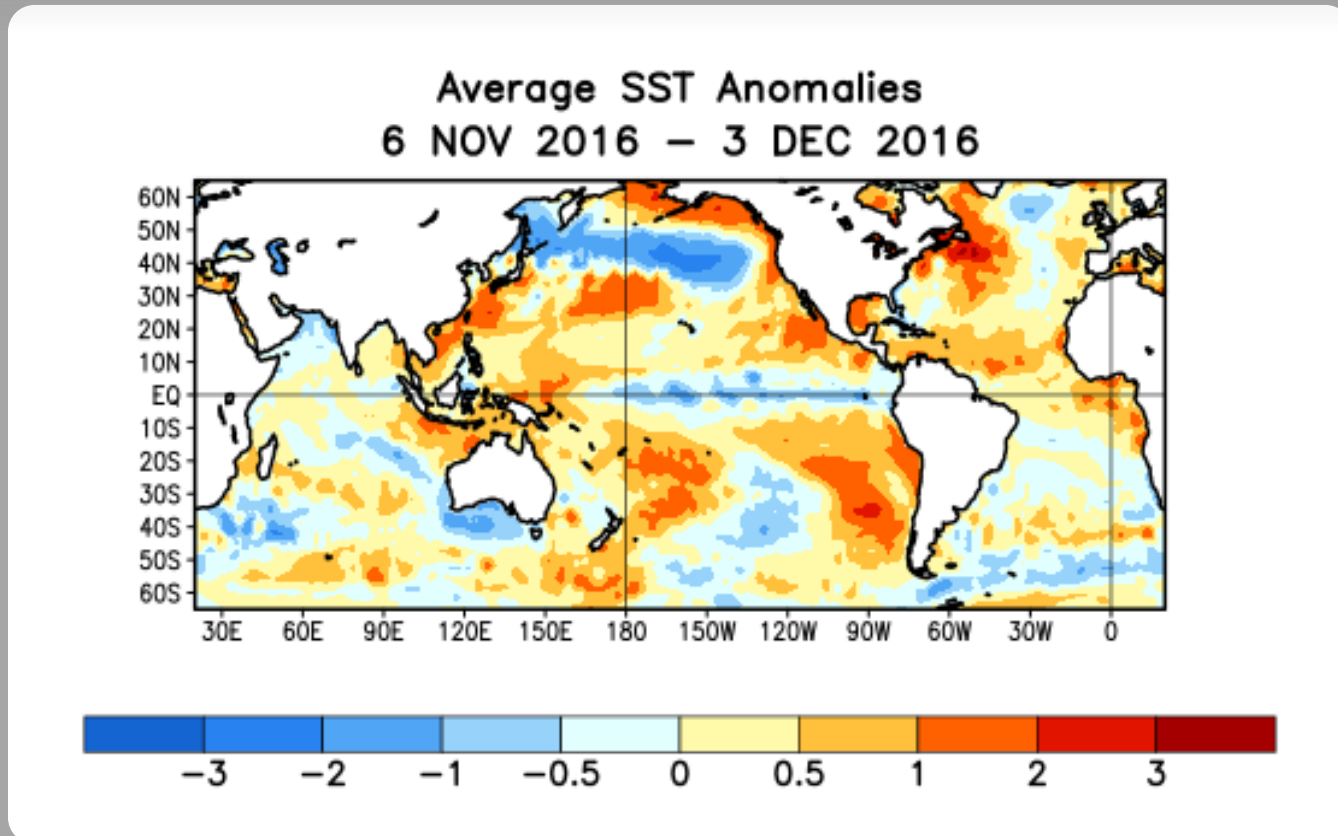 Average SST Anomalies
6 NOV 2016 – 3 DEC 2016
60N
50N
40N
30N
20N
10N
EQ
10S
20S
30S
40S
50S
60S
30E 60E 90E 120E 150E 180 150W 120W 90W 60W 30W 0
−3 −2 −1 −0.5 0 0.5 1 2 3